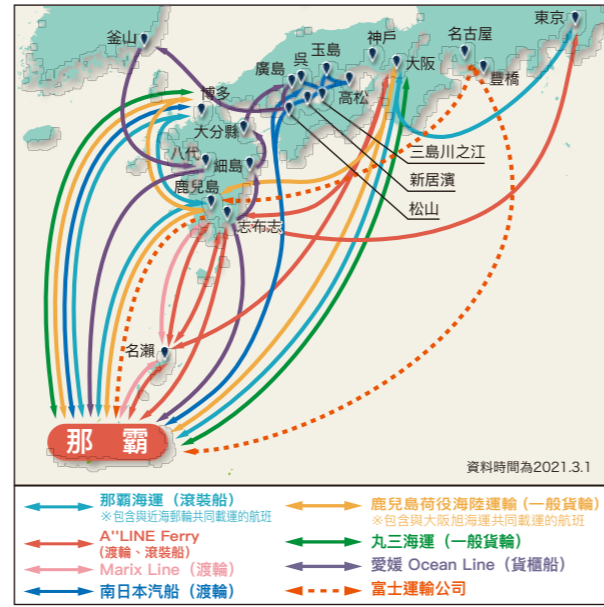 東京
釜山
名古屋
神戶
玉島
吳
大阪
廣島
豐橋
博多
高松
大分縣
三島川之江
八代
畑島
新居濱
鹿兒島
松山
志布志
名瀨
那 霸
資料時間為2021.3.1
那霸海運（滾裝船）
※包含與近海郵輪共同載運的航班
A''LINE Ferry
（渡輪、滾裝船）
Marix Line（渡輪）
南日本汽船（渡輪）
鹿兒島荷役海陸運輸 (一般貨輪)
※包含與大阪旭海運共同載運的航班
丸三海運（一般貨輪）
愛媛 Ocean Line（貨櫃船）
富士運輸公司